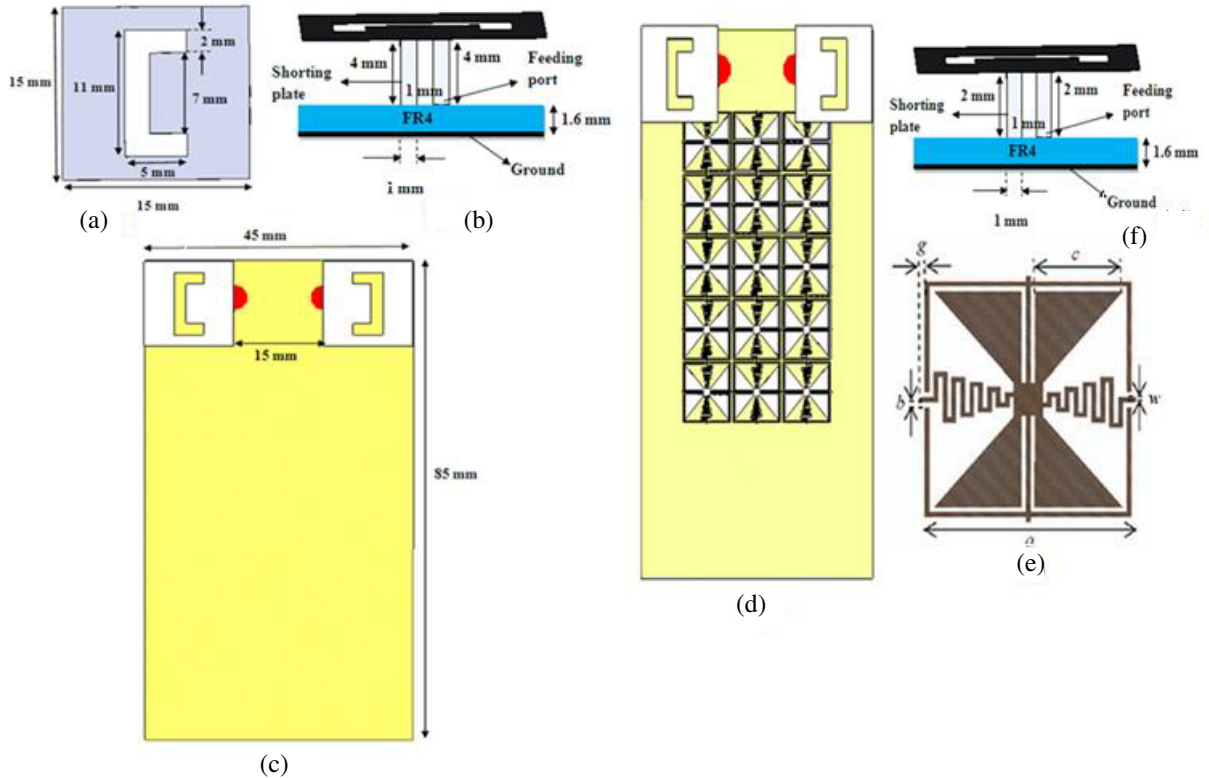 2 mm
15 mm
11 mm
7 mm
5 mm
15 mm
(a)
4 mm
4 mm
Feeding
port
Shorting
plate
1 mm
FR4
1.6 mm
Ground
1 mm
(b)
45 mm
15 mm
85 mm
(c)
(d)
2 mm
2 mm
Feeding
port
Shorting
plate
1 mm
FR4
1.6 mm
Ground
1 mm
(f)
g
c
b
w
(e)